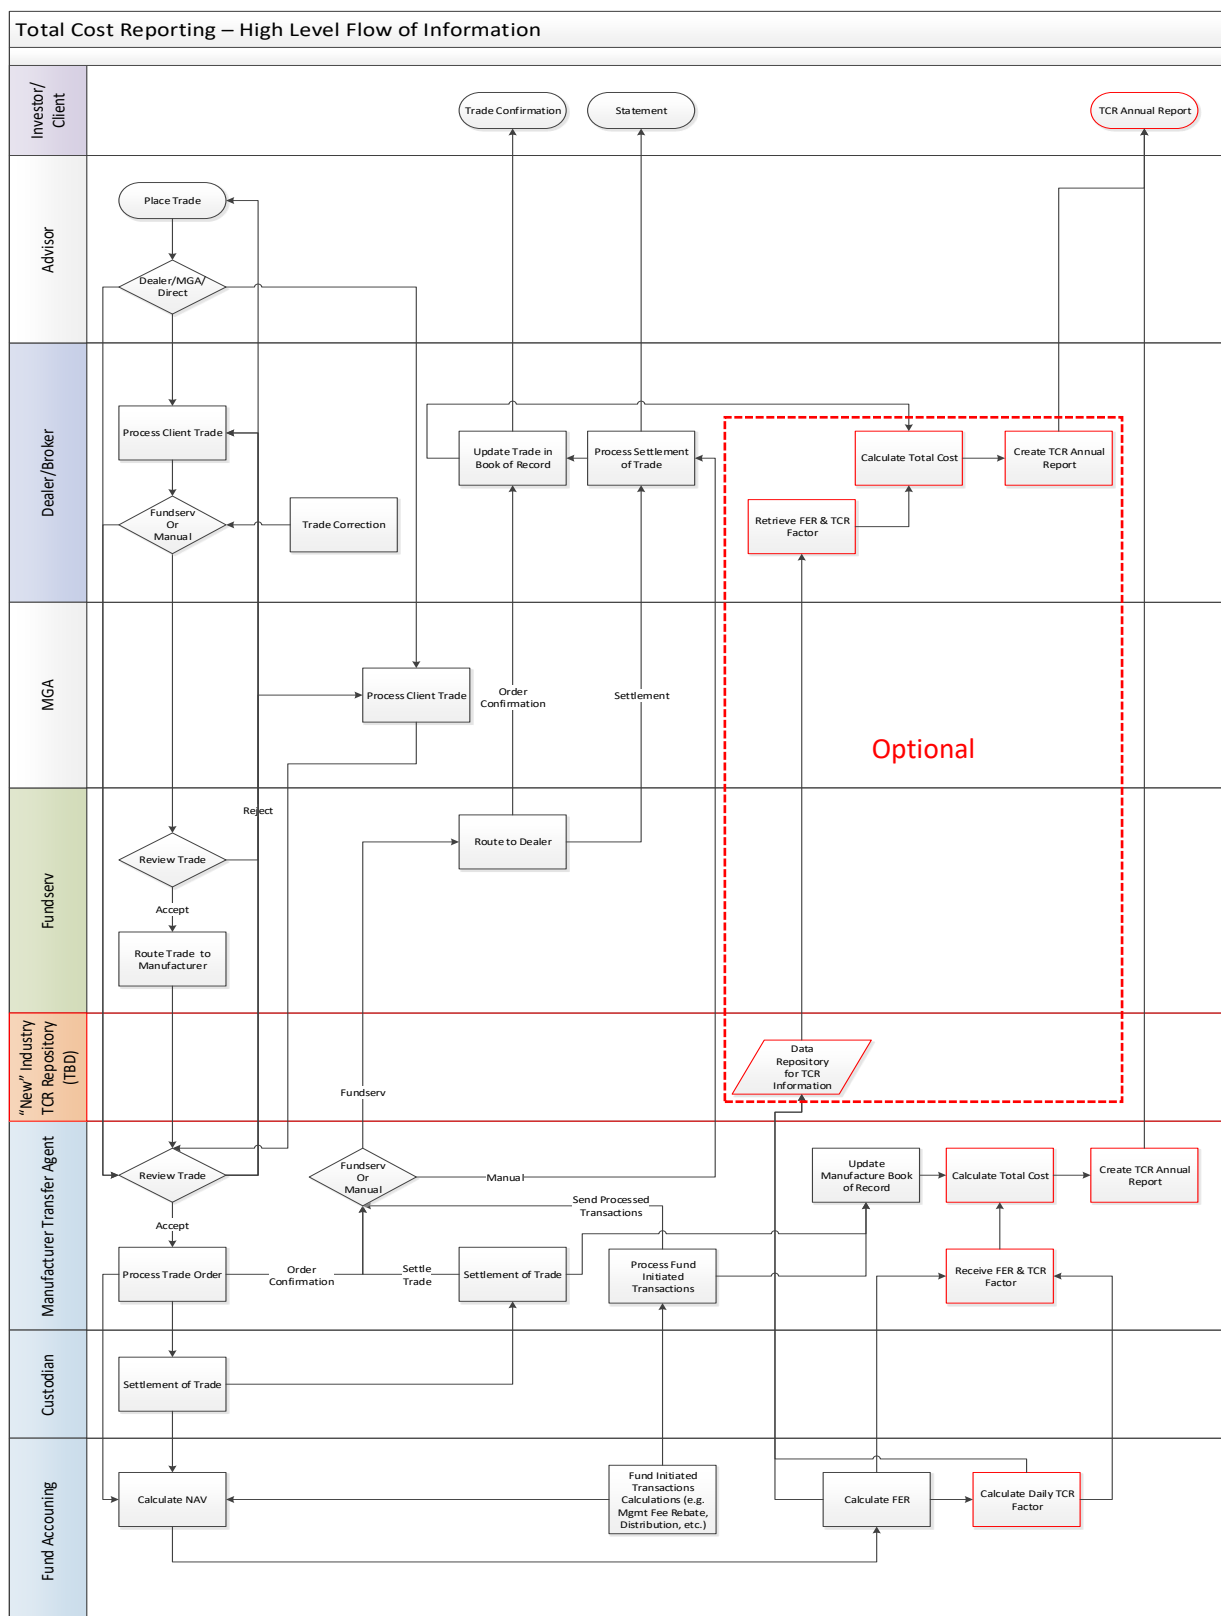 Total Cost Reporting – High Level Flow of Information
Investor/
Client
Trade Confirmation
Statement
TCR Annual Report
Advisor
Place Trade
Dealer/MGA/
Direct
Dealer/Broker
Process Client Trade
Update Trade in
Book of Record
Process Settlement
of Trade
Calculate Total Cost
Create TCR Annual
Report
Fundserv
Or
Manual
Trade Correction
Retrieve FER & TCR
Factor
MGA
Process Client Trade
Order
Confirmation
Settlement
Optional
Fundserv
Reject
Route to Dealer
Review Trade
Accept
Route Trade to
Manufacturer
"New" Industry
TCR Repository
(TBD)
Data
Repository
for TCR
Information
Fundserv
Manufacturer Transfer Agent
Review Trade
Fundserv
Or
Manual
Manual
Update
Manufacture Book
of Record
Calculate Total Cost
Create TCR Annual
Report
Accept
Send Processed
Transactions
Process Trade Order
Order
Confirmation
Settle
Trade
Settlement of Trade
Process Fund
Initiated
Transactions
Receive FER & TCR
Factor
Custodian
Settlement of Trade
Fund Accouning
Calculate NAV
Fund Initiated
Transactions
Calculations (e.g.
Mgmt Fee Rebate,
Distribution, etc.)
Calculate FER
Calculate Daily TCR
Factor